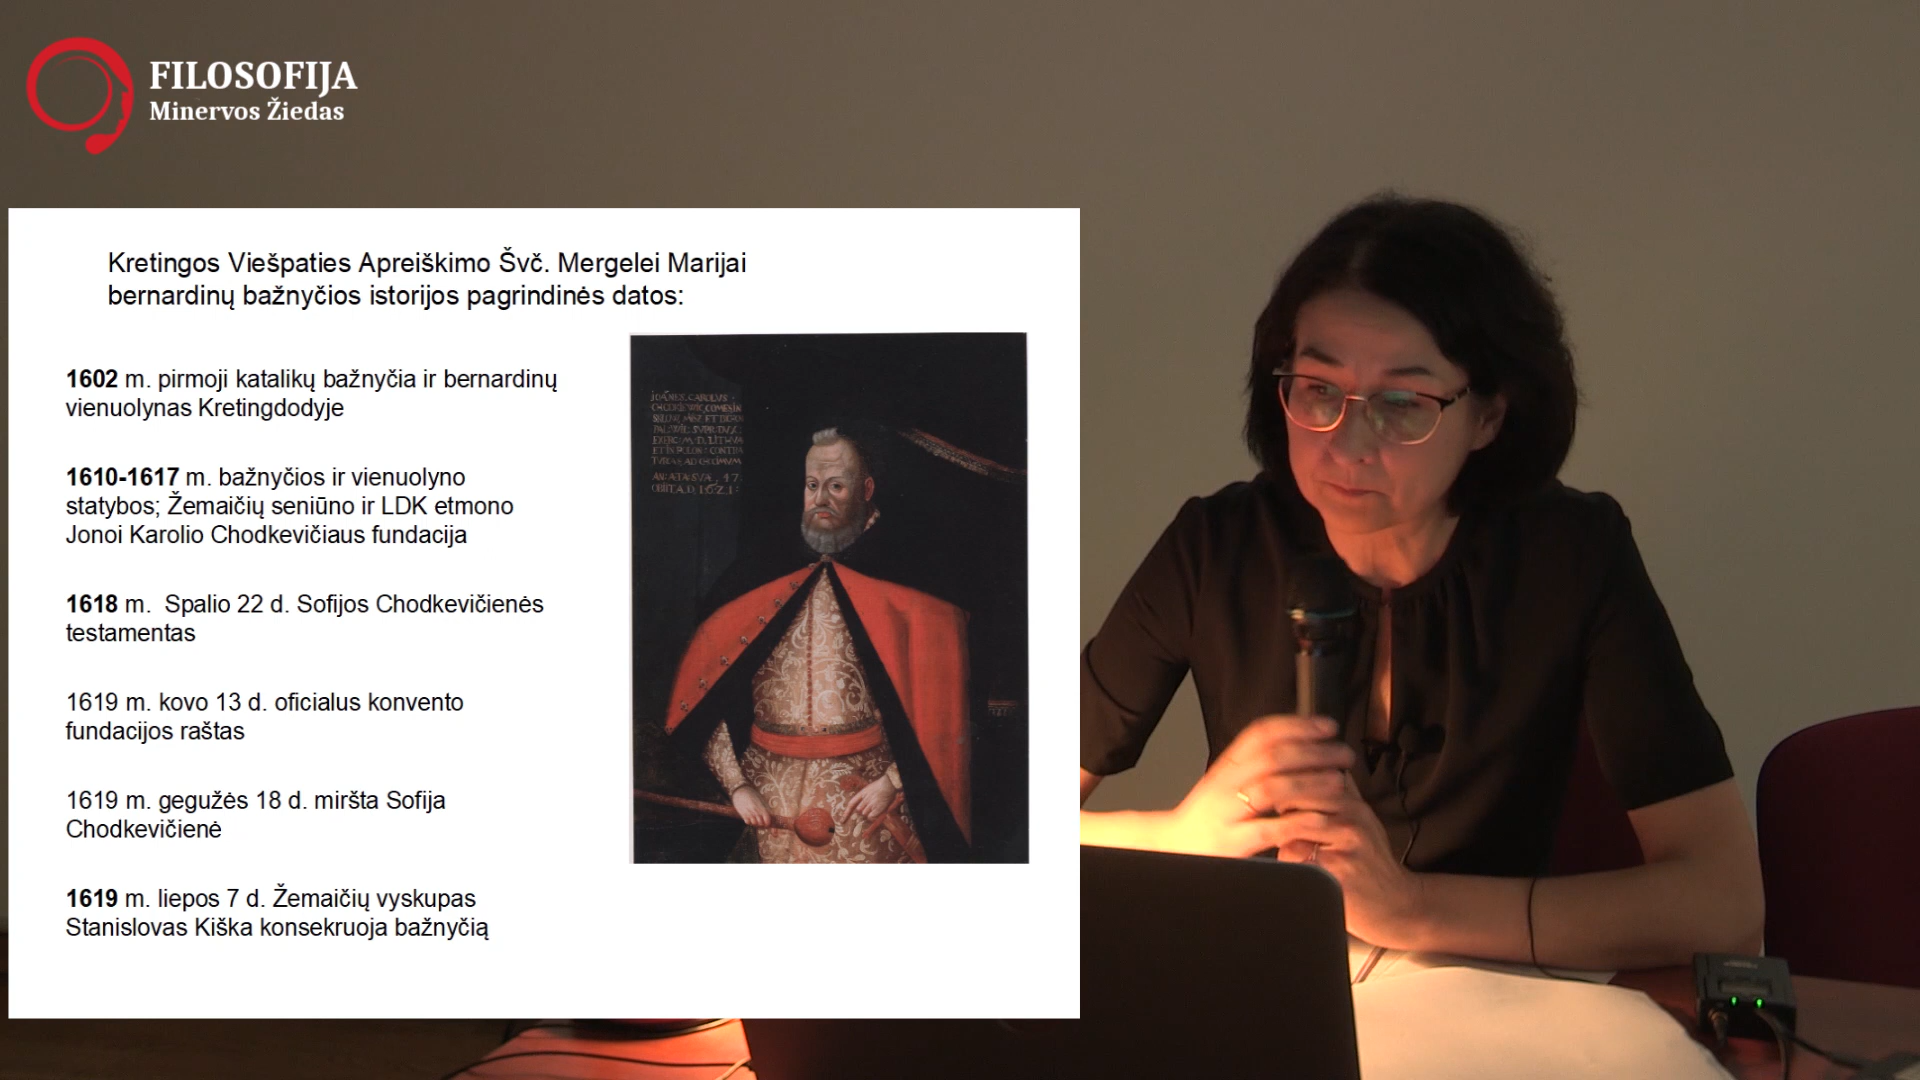 FILOSOFIJA
Minervos Žiedas
Kretingos Viešpaties Apreiškimo Švč. Mergelei Marijai
bernardinų bažnyčios istorijos pagrindinės datos:
1602 m. pirmoji katalikų bažnyčia ir bernardinų
vienuolynas Kretingdodyje
1610-1617 m. bažnyčios ir vienuolyno
statybos; Žemaičių seniūno ir LDK etmono
Jonoi Karolio Chodkevičiaus fundacija
1618 m. Spalio 22 d. Sofijos Chodkevičienės
testamentas
1619 m. kovo 13 d. oficialus konvento
fundacijos raštas
1619 m. gegužės 18 d. miršta Sofija
Chodkevičienė
1619 m. liepos 7 d. Žemaičių vyskupas
Stanislovas Kiška konsekruoja bažnyčią
IOANES CAROLVS